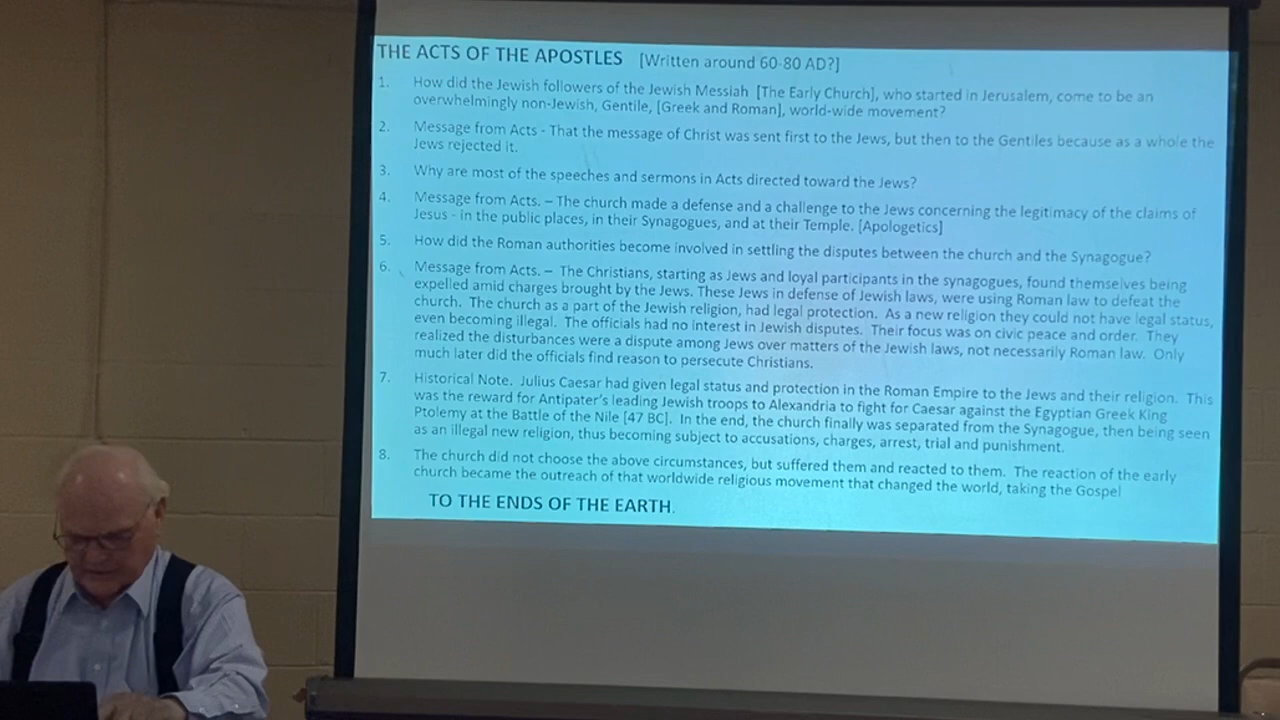 THE ACTS OF THE APOSTLES [Written around 60-80 AD?]
1. How did the Jewish followers of the Jewish Messiah [The Early Church], who started in Jerusalem, come to be an
overwhelmingly non-Jewish, Gentile, [Greek and Roman], world-wide movement?
2. Message from Acts - That the message of Christ was sent first to the Jews, but then to the Gentiles because as a whole the
Jews rejected it.
3. Why are most of the speeches and sermons in Acts directed toward the Jews?
4. Message from Acts. – The church made a defense and a challenge to the Jews concerning the legitimacy of the claims of
Jesus - in the public places, in their Synagogues, and at their Temple. [Apologetics]
5. How did the Roman authorities become involved in settling the disputes between the church and the Synagogue?
6. Message from Acts. – The Christians, starting as Jews and loyal participants in the synagogues, found themselves being
expelled amid charges brought by the Jews. These Jews in defense of Jewish laws, were using Roman law to defeat the
church. The church as a part of the Jewish religion, had legal protection. As a new religion they could not have legal status,
even becoming illegal. The officials had no interest in Jewish disputes. Their focus was on civic peace and order. They
realized the disturbances were a dispute among Jews over matters of the Jewish laws, not necessarily Roman law. Only
much later did the officials find reason to persecute Christians.
7. Historical Note. Julius Caesar had given legal status and protection in the Roman Empire to the Jews and their religion. This
was the reward for Antipater's leading Jewish troops to Alexandria to fight for Caesar against the Egyptian Greek King
Ptolemy at the Battle of the Nile [47 BC]. In the end, the church finally was separated from the Synagogue, then being seen
as an illegal new religion, thus becoming subject to accusations, charges, arrest, trial and punishment.
8. The church did not choose the above circumstances, but suffered them and reacted to them. The reaction of the early
church became the outreach of that worldwide religious movement that changed the world, taking the Gospel
TO THE ENDS OF THE EARTH.